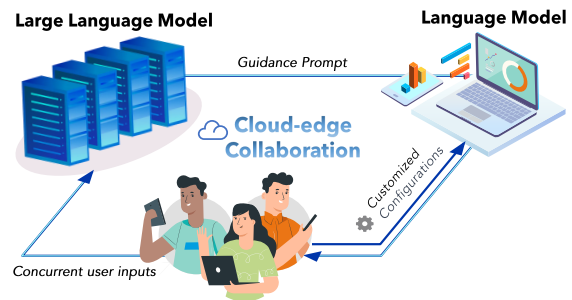 Large Language Model
Language Model
Guidance Prompt
Cloud-edge
Collaboration
Customized
Configurations
Concurrent user inputs